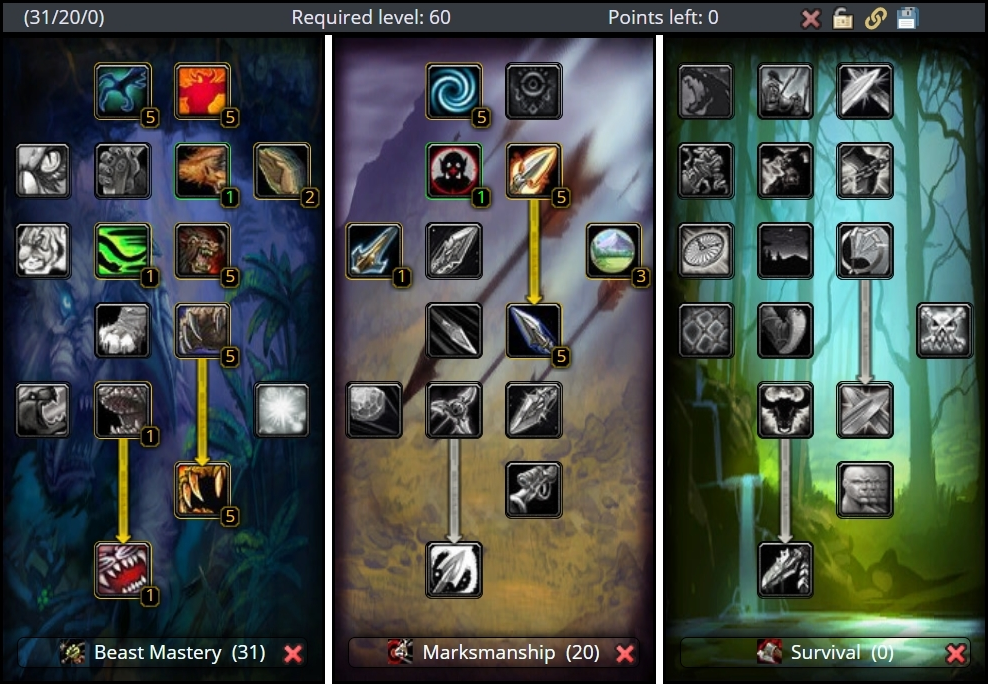 (31/20/0) Required level: 60 Points left: 0
5 5 5
1 2 1 5
1 5 1 3
5 5
1
5
1
Beast Mastery (31) Marksmanship (20) Survival (0)